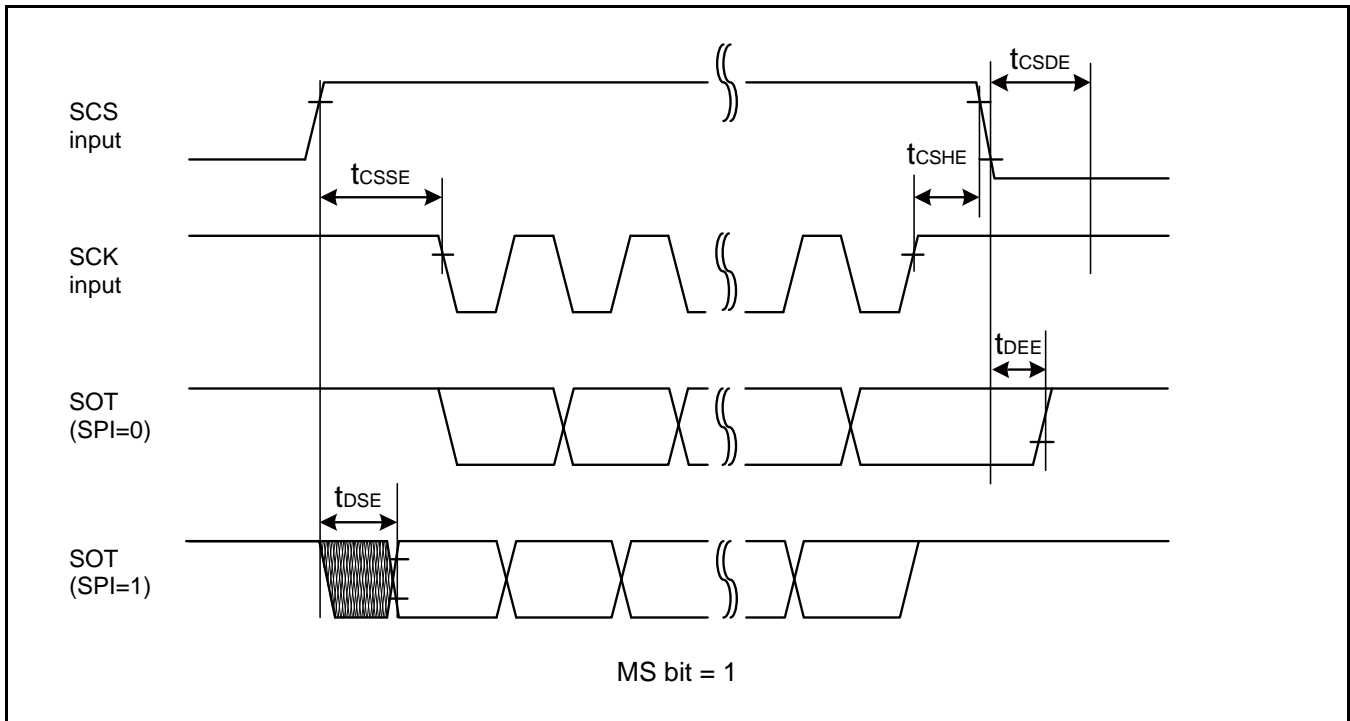 tCSDE
SCS
input
tCSHE
tCSSE
SCK
input
tDEE
SOT
(SPI=0)
tDSE
SOT
(SPI=1)
MS bit = 1